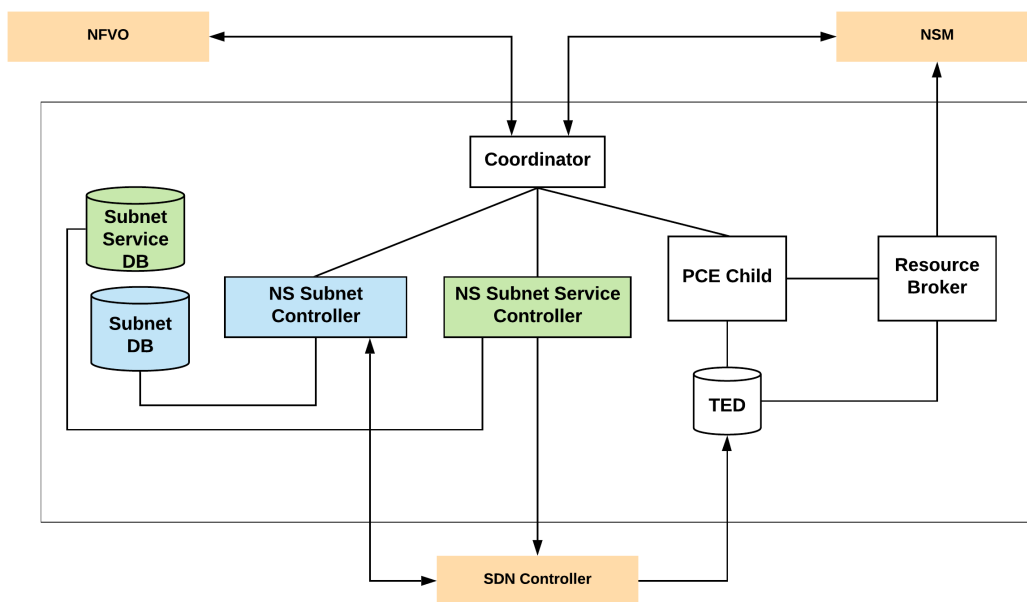 NFVO
NSM
Coordinator
Subnet
Service
DB
Subnet
DB
NS Subnet
Controller
NS Subnet Service
Controller
PCE Child
Resource
Broker
TED
SDN Controller